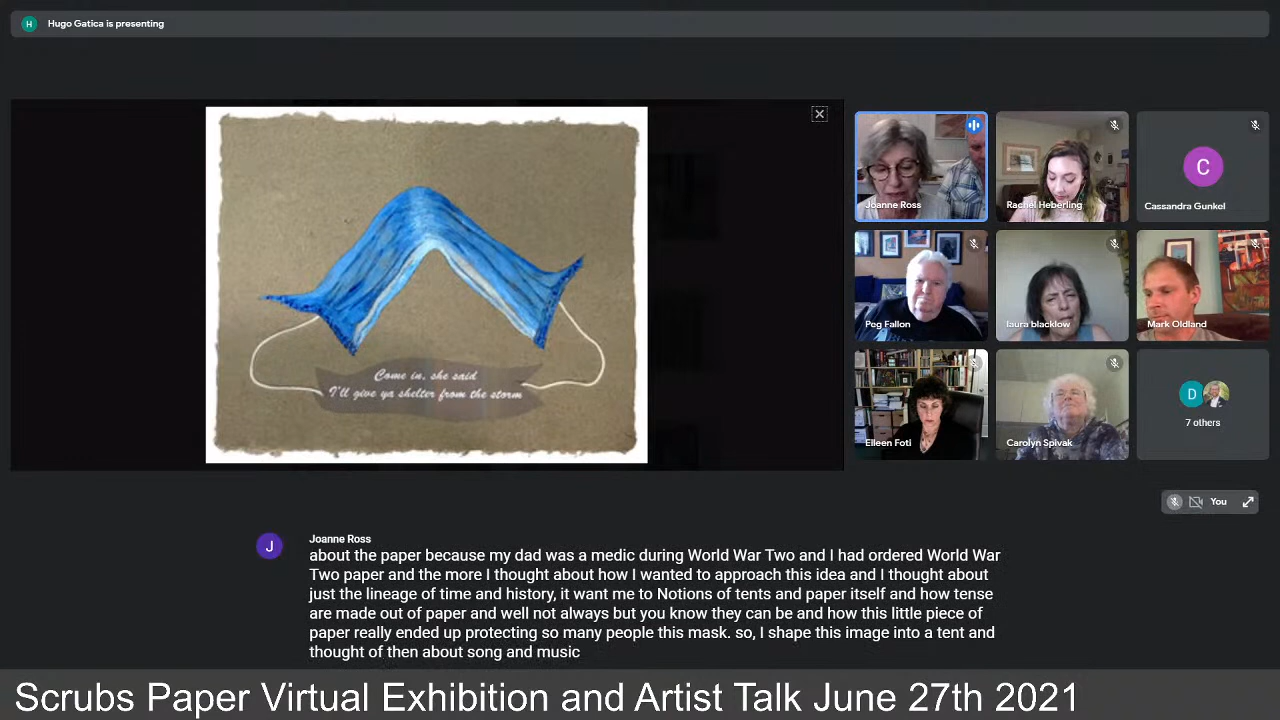 H
Hugo Gatica is presenting
Come in, she said
I'll give ya shelter from the storm
Joanne Ross
Rachel Heberling
C
Cassandra Gunkel
Peg Fallon
laura blacklow
Mark Oldland
Eileen Foti
Carolyn Spivak
D
7 others
You
J
Joanne Ross
about the paper because my dad was a medic during World War Two and I had ordered World War
Two paper and the more I thought about how I wanted to approach this idea and I thought about
just the lineage of time and history, it want me to Notions of tents and paper itself and how tense
are made out of paper and well not always but you know they can be and how this little piece of
paper really ended up protecting so many people this mask. so, I shape this image into a tent and
thought of then about song and music
Scrubs Paper Virtual Exhibition and Artist Talk June 27th 2021